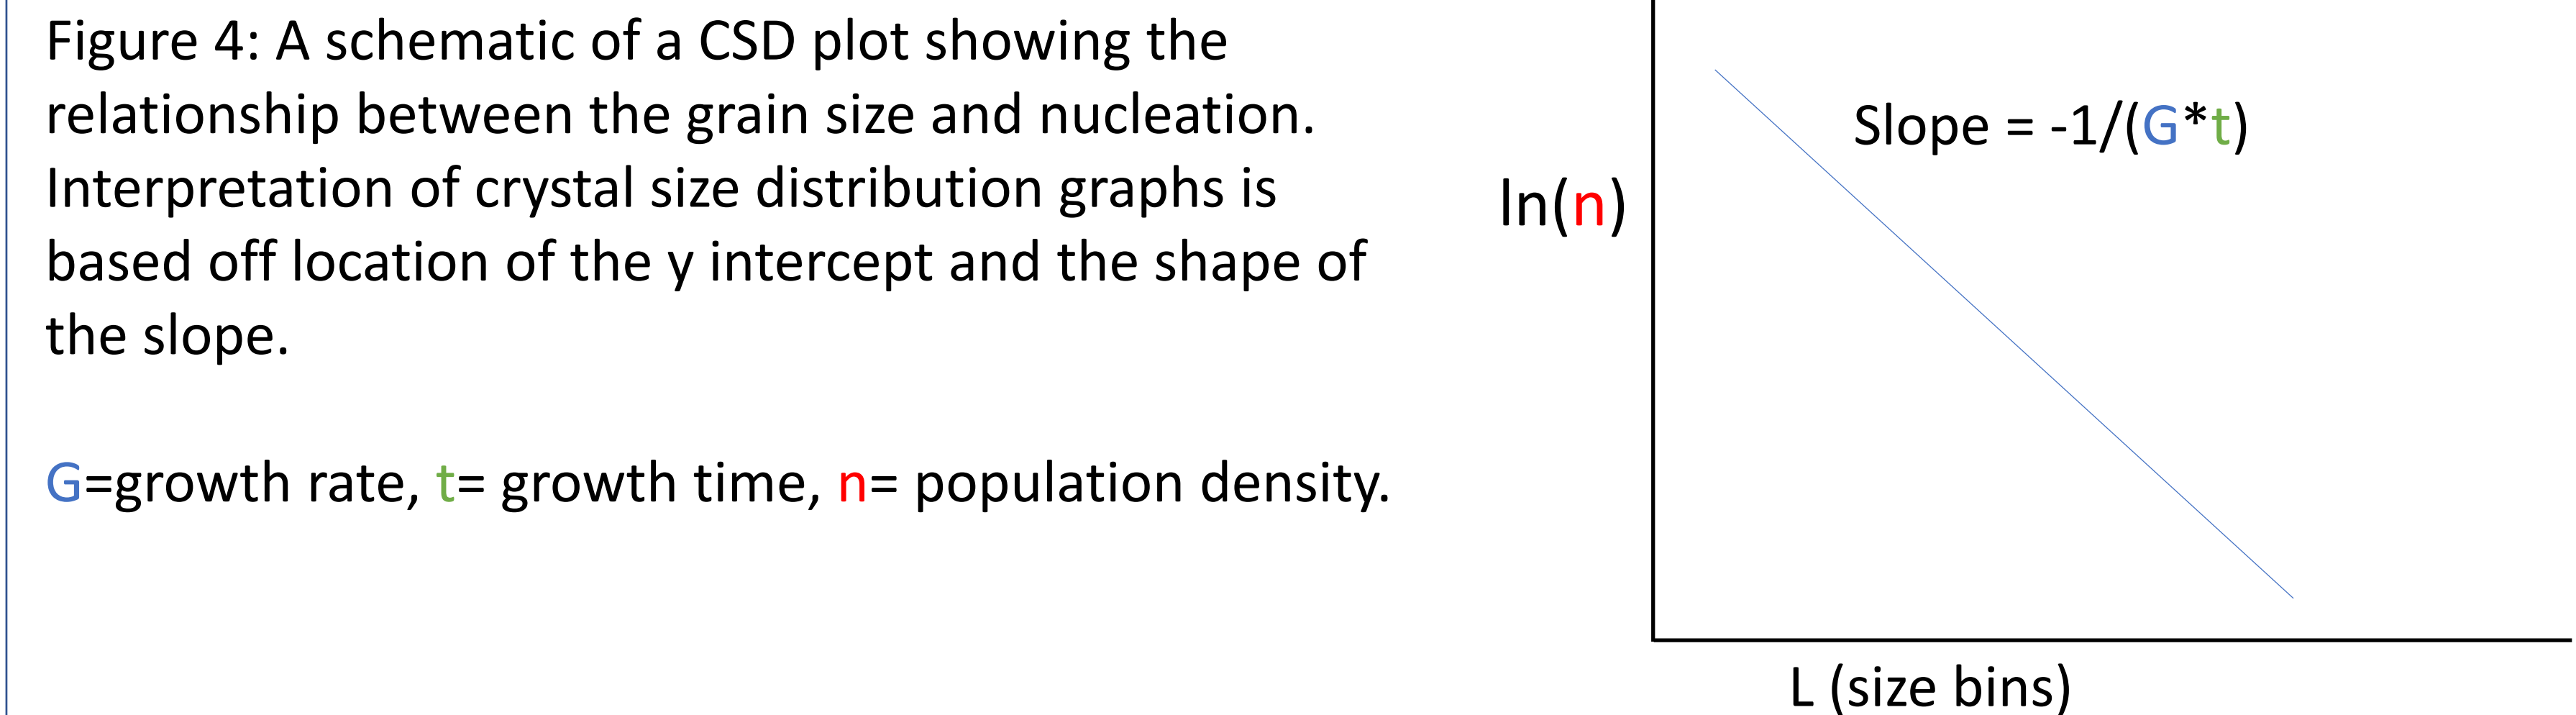 Figure 4: A schematic of a CSD plot showing the
relationship between the grain size and nucleation.
Interpretation of crystal size distribution graphs is
based off location of the y intercept and the shape of
the slope.
G=growth rate, t= growth time, n= population density.
Slope = -1/(G*t)
ln(n)
L (size bins)